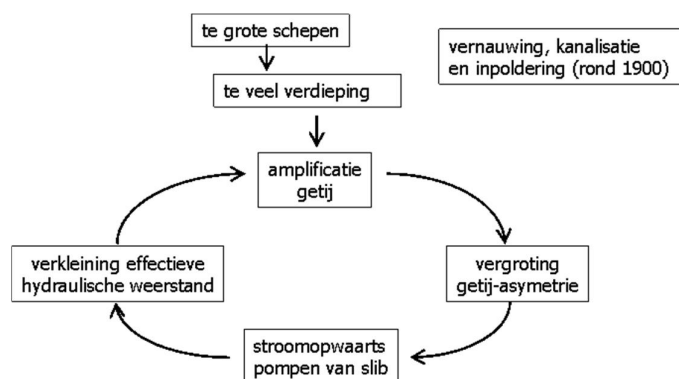 te grote schepen
vernauwing, kanalisatie
en inpoldering (rond 1900)
te veel verdieping
amplificatie
getij
verkleining effectieve
hydraulische weerstand
vergroting
getij-asymetrie
stroomopwaarts
pompen van slib